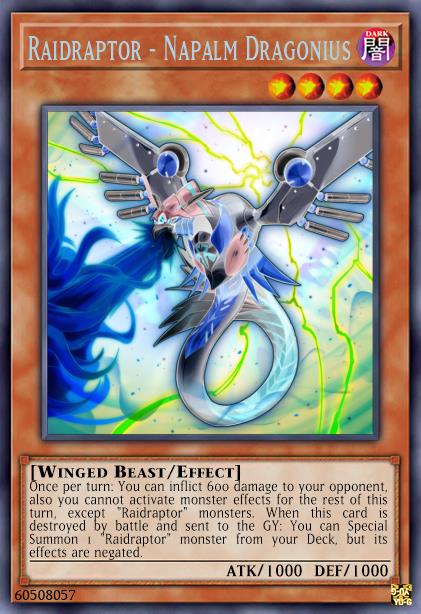 Raidraptor - Napalm Dragonius
DARK
闇
[Winged Beast/Effect]
Once per turn: You can inflict 600 damage to your opponent,
also you cannot activate monster effects for the rest of this
turn, except "Raidraptor" monsters. When this card is
destroyed by battle and sent to the GY: You can Special
Summon 1 "Raidraptor" monster from your Deck, but its
effects are negated.
ATK/1000 DEF/1000
60508057